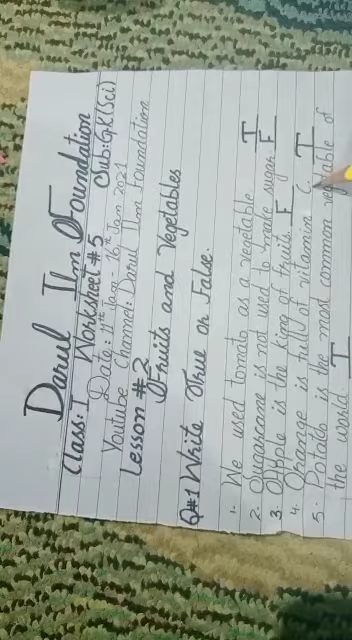 Darul Ilm Foundation
Class: I Worksheet #5 Sub: GK(Sci)
Date: 11th Jan - 16th Jan 2021
Youtube Channel: Darul Ilm Foundation
Lesson #2
Fruits and Vegetables
Q#1 Write True or False.
1. We used tomato as a vegetable. T
2. Sugarcane is not used to make sugar. F
3. Apple is the king of fruits. F
4. Orange is full of vitamin C. T
5. Potato is the most common vegetable of
the world. T